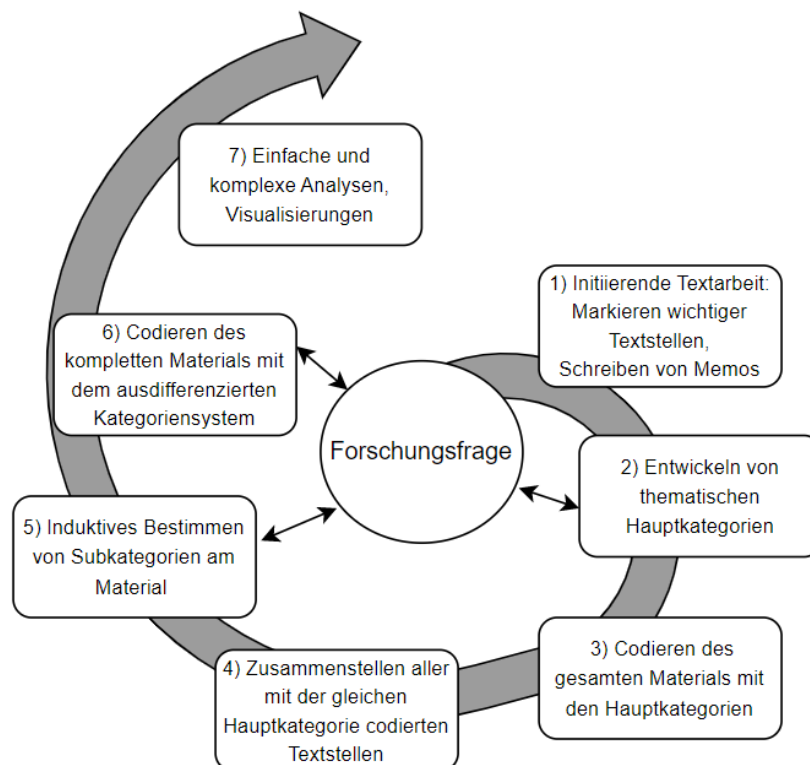 7) Einfache und
komplexe Analysen,
Visualisierungen
1) Initiierende Textarbeit:
Markieren wichtiger
Textstellen,
Schreiben von Memos
6) Codieren des
kompletten Materials mit
dem ausdifferenzierten
Kategoriensystem
Forschungsfrage
2) Entwickeln von
thematischen
Hauptkategorien
5) Induktives Bestimmen
von Subkategorien am
Material
3) Codieren des
gesamten Materials mit
den Hauptkategorien
4) Zusammenstellen aller
mit der gleichen
Hauptkategorie codierten
Textstellen